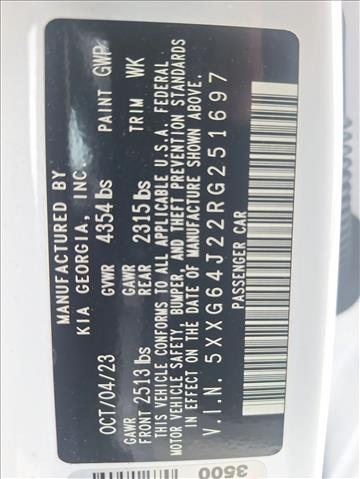 MANUFACTURED BY
KIA GEORGIA, INC
OCT/04/23 GVWR 4354 lbs PAINT GWP
GAWR FRONT 2513 lbs GAWR REAR 2315 lbs TRIM WK
THIS VEHICLE CONFORMS TO ALL APPLICABLE U.S.A. FEDERAL
MOTOR VEHICLE SAFETY, BUMPER, AND THEFT PREVENTION STANDARDS
IN EFFECT ON THE DATE OF MANUFACTURE SHOWN ABOVE.
V.I.N. 5XXG64J22RG251697
PASSENGER CAR
3500